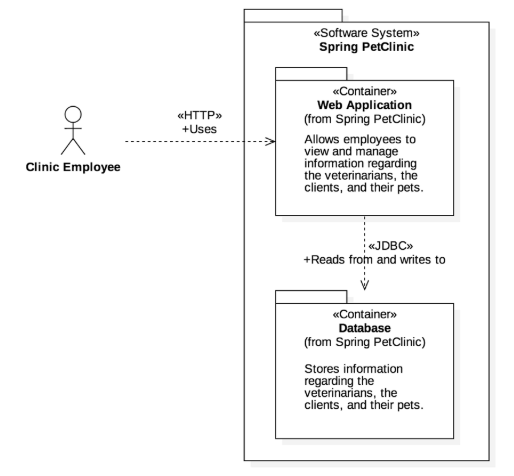 «Software System»
Spring PetClinic
«Container»
Web Application
(from Spring PetClinic)
Allows employees to
view and manage
information regarding
the veterinarians, the
clients, and their pets.
«HTTP»
+Uses
Clinic Employee
«JDBC»
+Reads from and writes to
«Container»
Database
(from Spring PetClinic)
Stores information
regarding the
veterinarians, the
clients, and their pets.